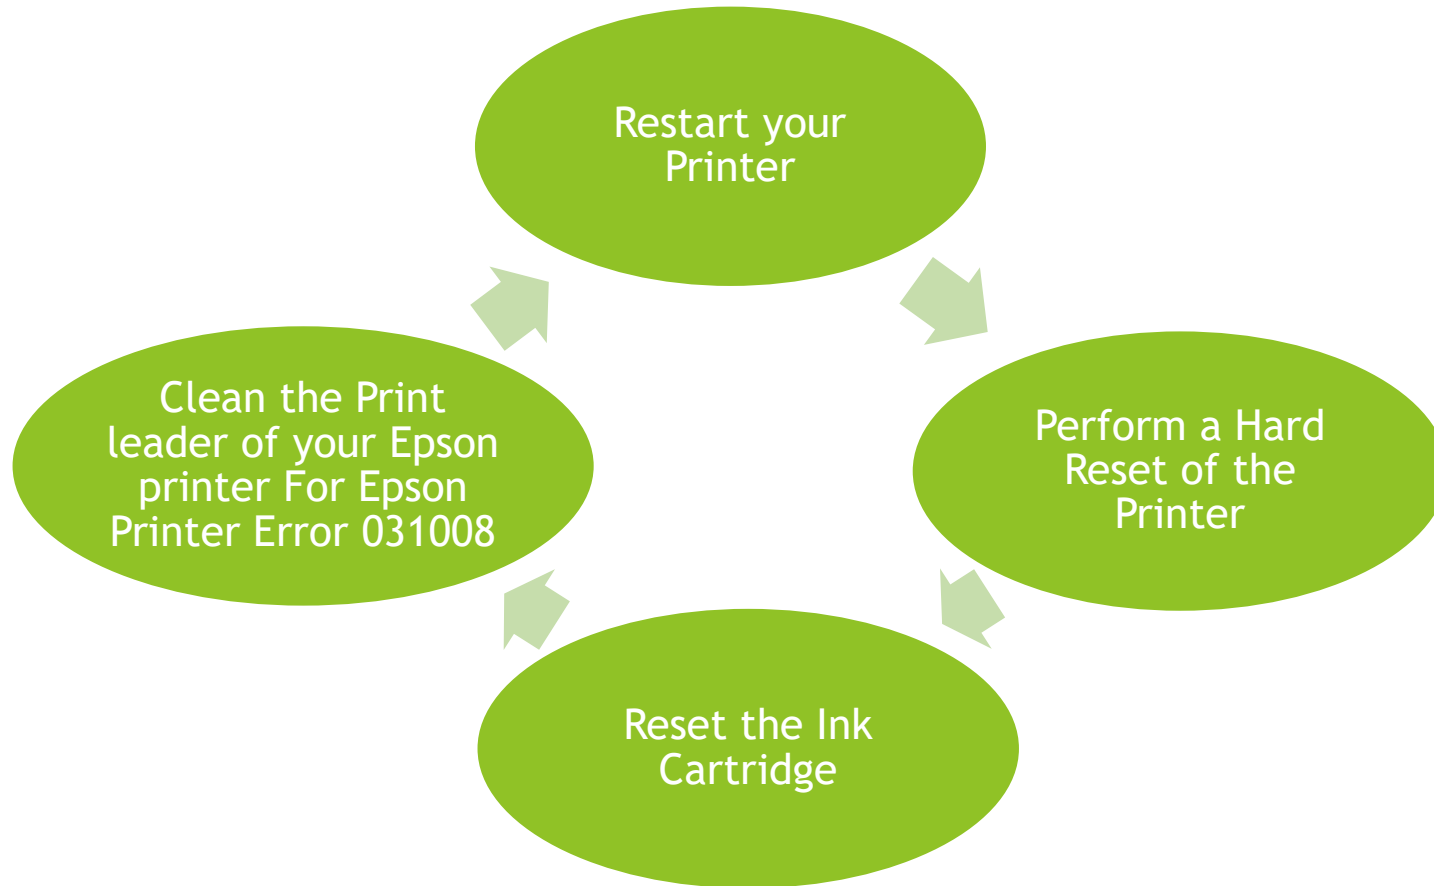 Restart your
Printer
Perform a Hard
Reset of the
Printer
Reset the Ink
Cartridge
Clean the Print
leader of your Epson
printer For Epson
Printer Error 031008